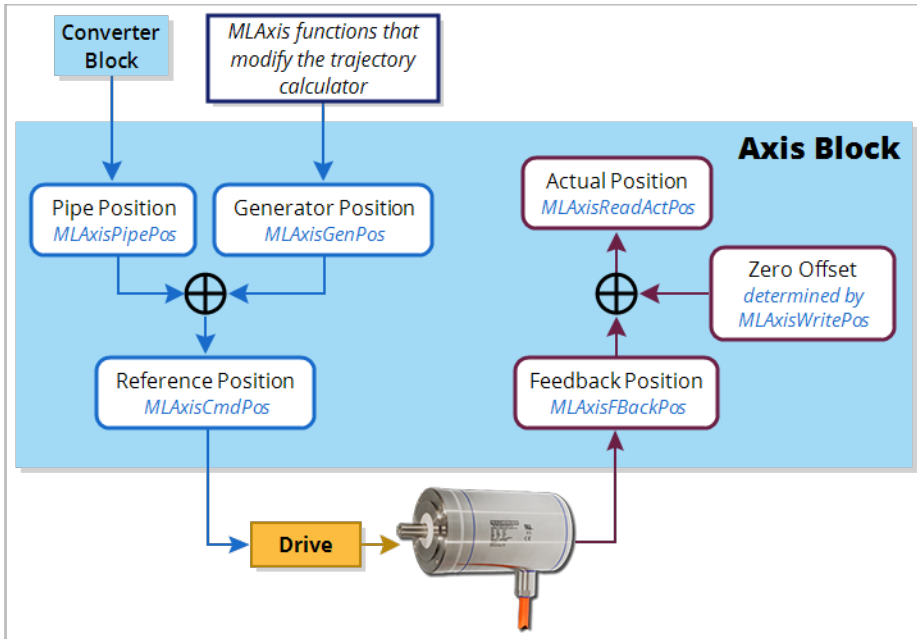 Converter
Block
MLAxis functions that
modify the trajectory
calculator
Axis Block
Pipe Position
MLAxisPipePos
Generator Position
MLAxisGenPos
Actual Position
MLAxisReadActPos
Zero Offset
determined by
MLAxisWritePos
Reference Position
MLAxisCmdPos
Feedback Position
MLAxisFBackPos
Drive